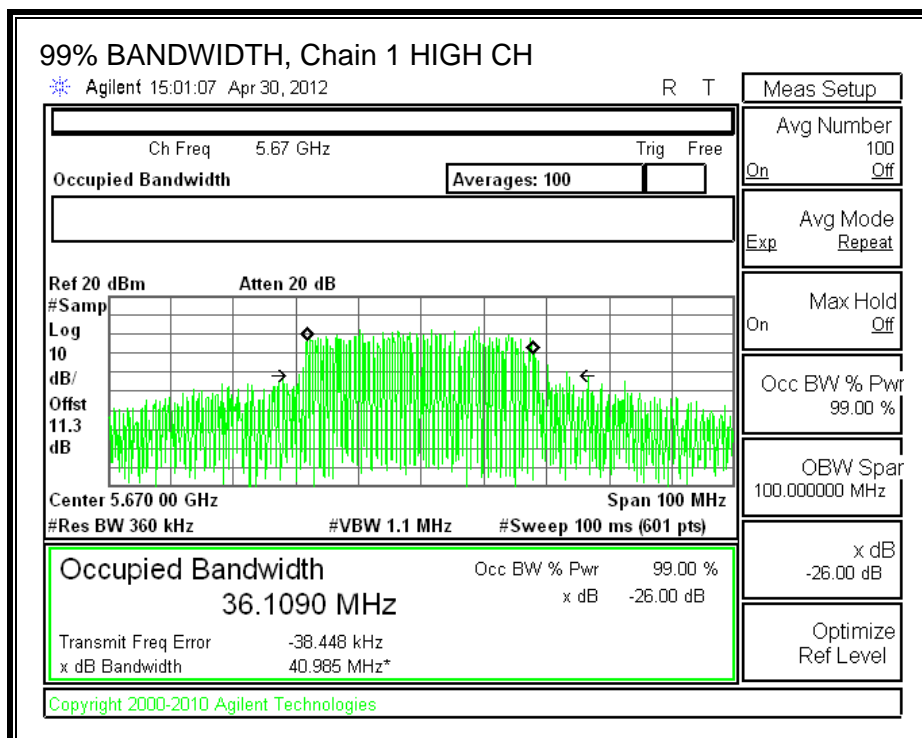 99% BANDWIDTH, Chain 1 HIGH CH
Agilent 15:01:07 Apr 30, 2012 R T
Ch Freq 5.67 GHz Trig Free
Occupied Bandwidth Averages: 100
Ref 20 dBm Atten 20 dB
#Samp
Log
10
dB/
Offst
11.3
dB
Center 5.670 00 GHz Span 100 MHz
#Res BW 360 kHz #VBW 1.1 MHz #Sweep 100 ms (601 pts)
Occupied Bandwidth Occ BW % Pwr 99.00 %
36.1090 MHz x dB -26.00 dB
Transmit Freq Error -38.448 kHz
x dB Bandwidth 40.985 MHz*
Copyright 2000-2010 Agilent Technologies
Meas Setup
Avg Number
100
On Off
Avg Mode
Exp Repeat
Max Hold
On Off
Occ BW % Pwr
99.00 %
OBW Span
100.000000 MHz
x dB
-26.00 dB
Optimize
Ref Level